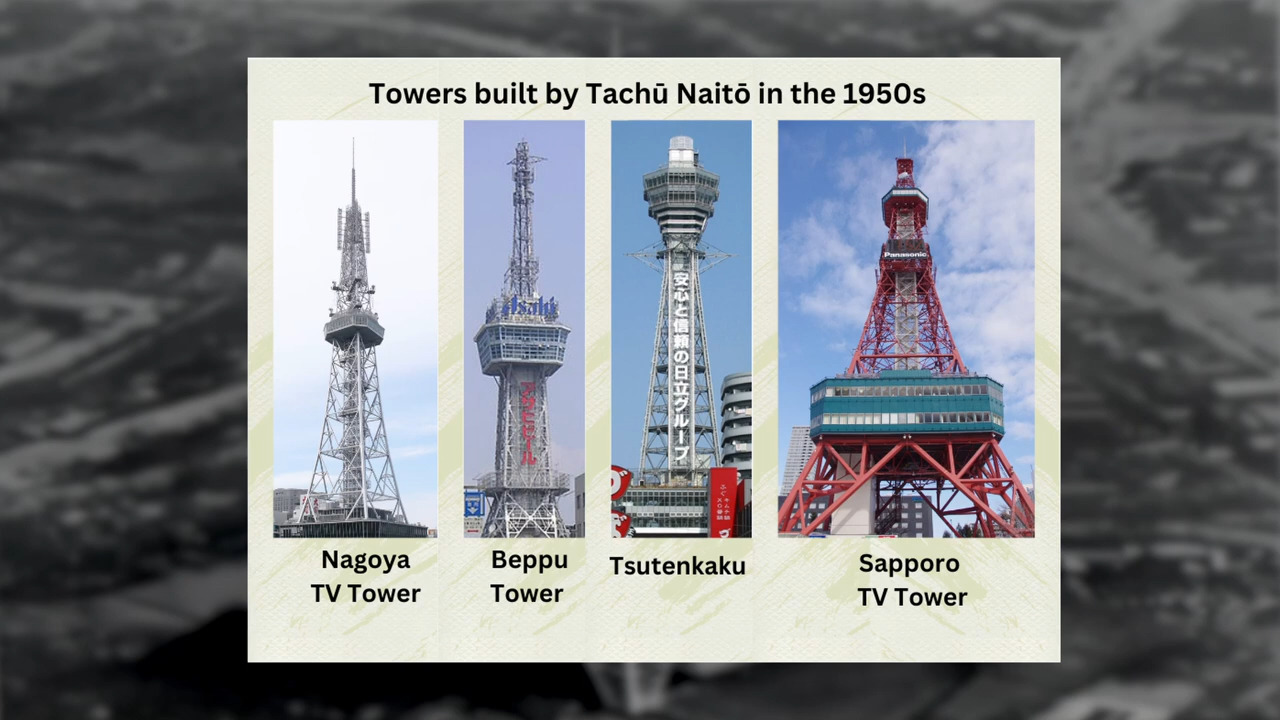 Towers built by Tachū Naitō in the 1950s
Asahi
アサヒビール
安心と信頼の日立グループ
Panasonic
Nagoya
TV Tower
Beppu
Tower
Tsutenkaku
Sapporo
TV Tower